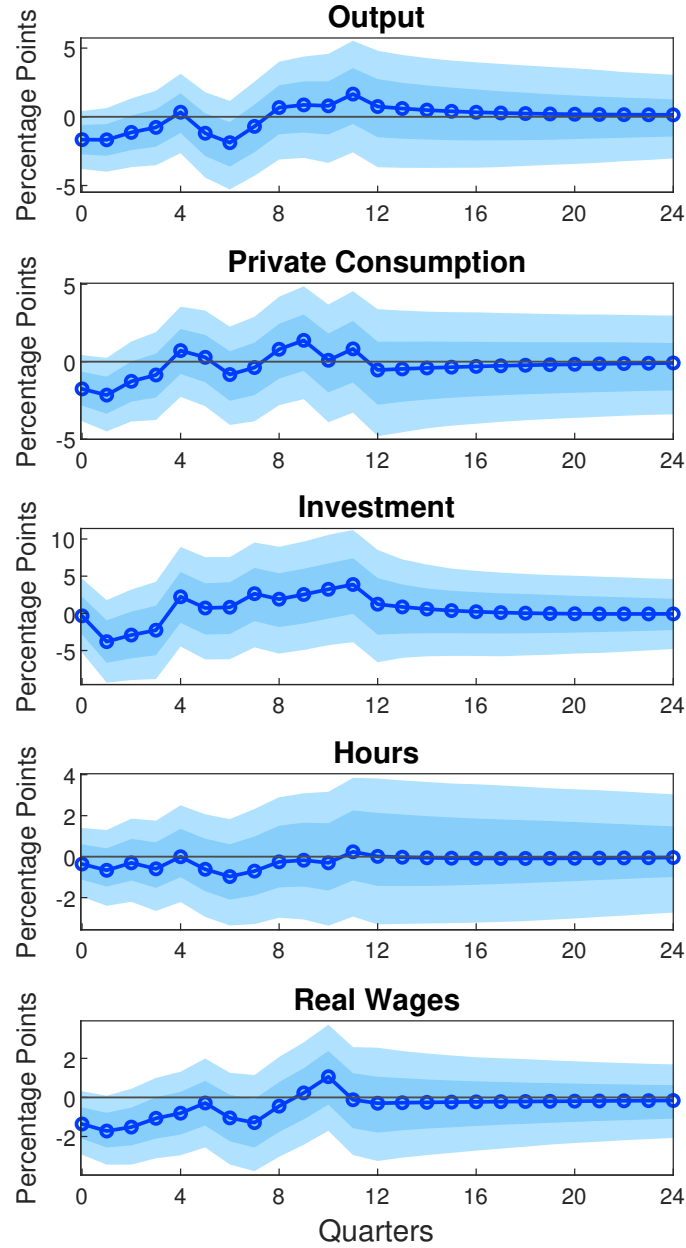 Output
Percentage Points
5
0
-5
0 4 8 12 16 20 24
Private Consumption
Percentage Points
5
0
-5
0 4 8 12 16 20 24
Investment
Percentage Points
10
5
0
-5
0 4 8 12 16 20 24
Hours
Percentage Points
4
2
0
-2
0 4 8 12 16 20 24
Real Wages
Percentage Points
2
0
-2
0 4 8 12 16 20 24
Quarters